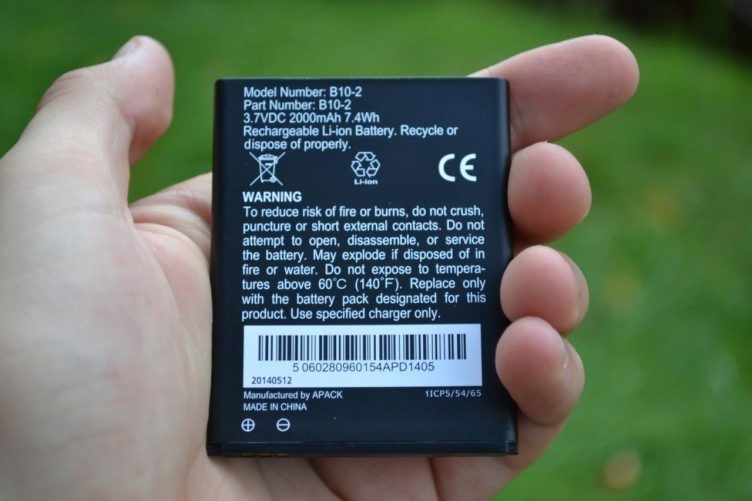 Model Number: B10-2
Part Number: B10-2
3.7VDC 2000mAh 7.4Wh
Rechargeable Li-ion Battery. Recycle or
dispose of properly.
Li-ion
CE
WARNING
To reduce risk of fire or burns, do not crush,
puncture or short external contacts. Do not
attempt to open, disassemble, or service
the battery. May explode if disposed of in
fire or water. Do not expose to tempera-
tures above 60°C (140°F). Replace only
with the battery pack designated for this
product. Use specified charger only.
5 060280960154APD1405
20140512
Manufactured by APACK
1ICP5/54/65
MADE IN CHINA
⊕ ⊖